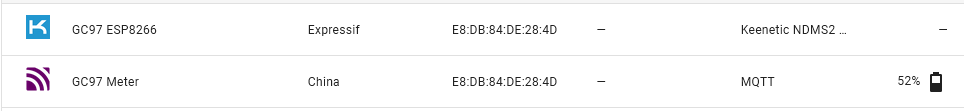 GC97 ESP8266 Expressif E8:DB:84:DE:28:4D — Keenetic NDMS2 ... —
GC97 Meter China E8:DB:84:DE:28:4D — MQTT 52%